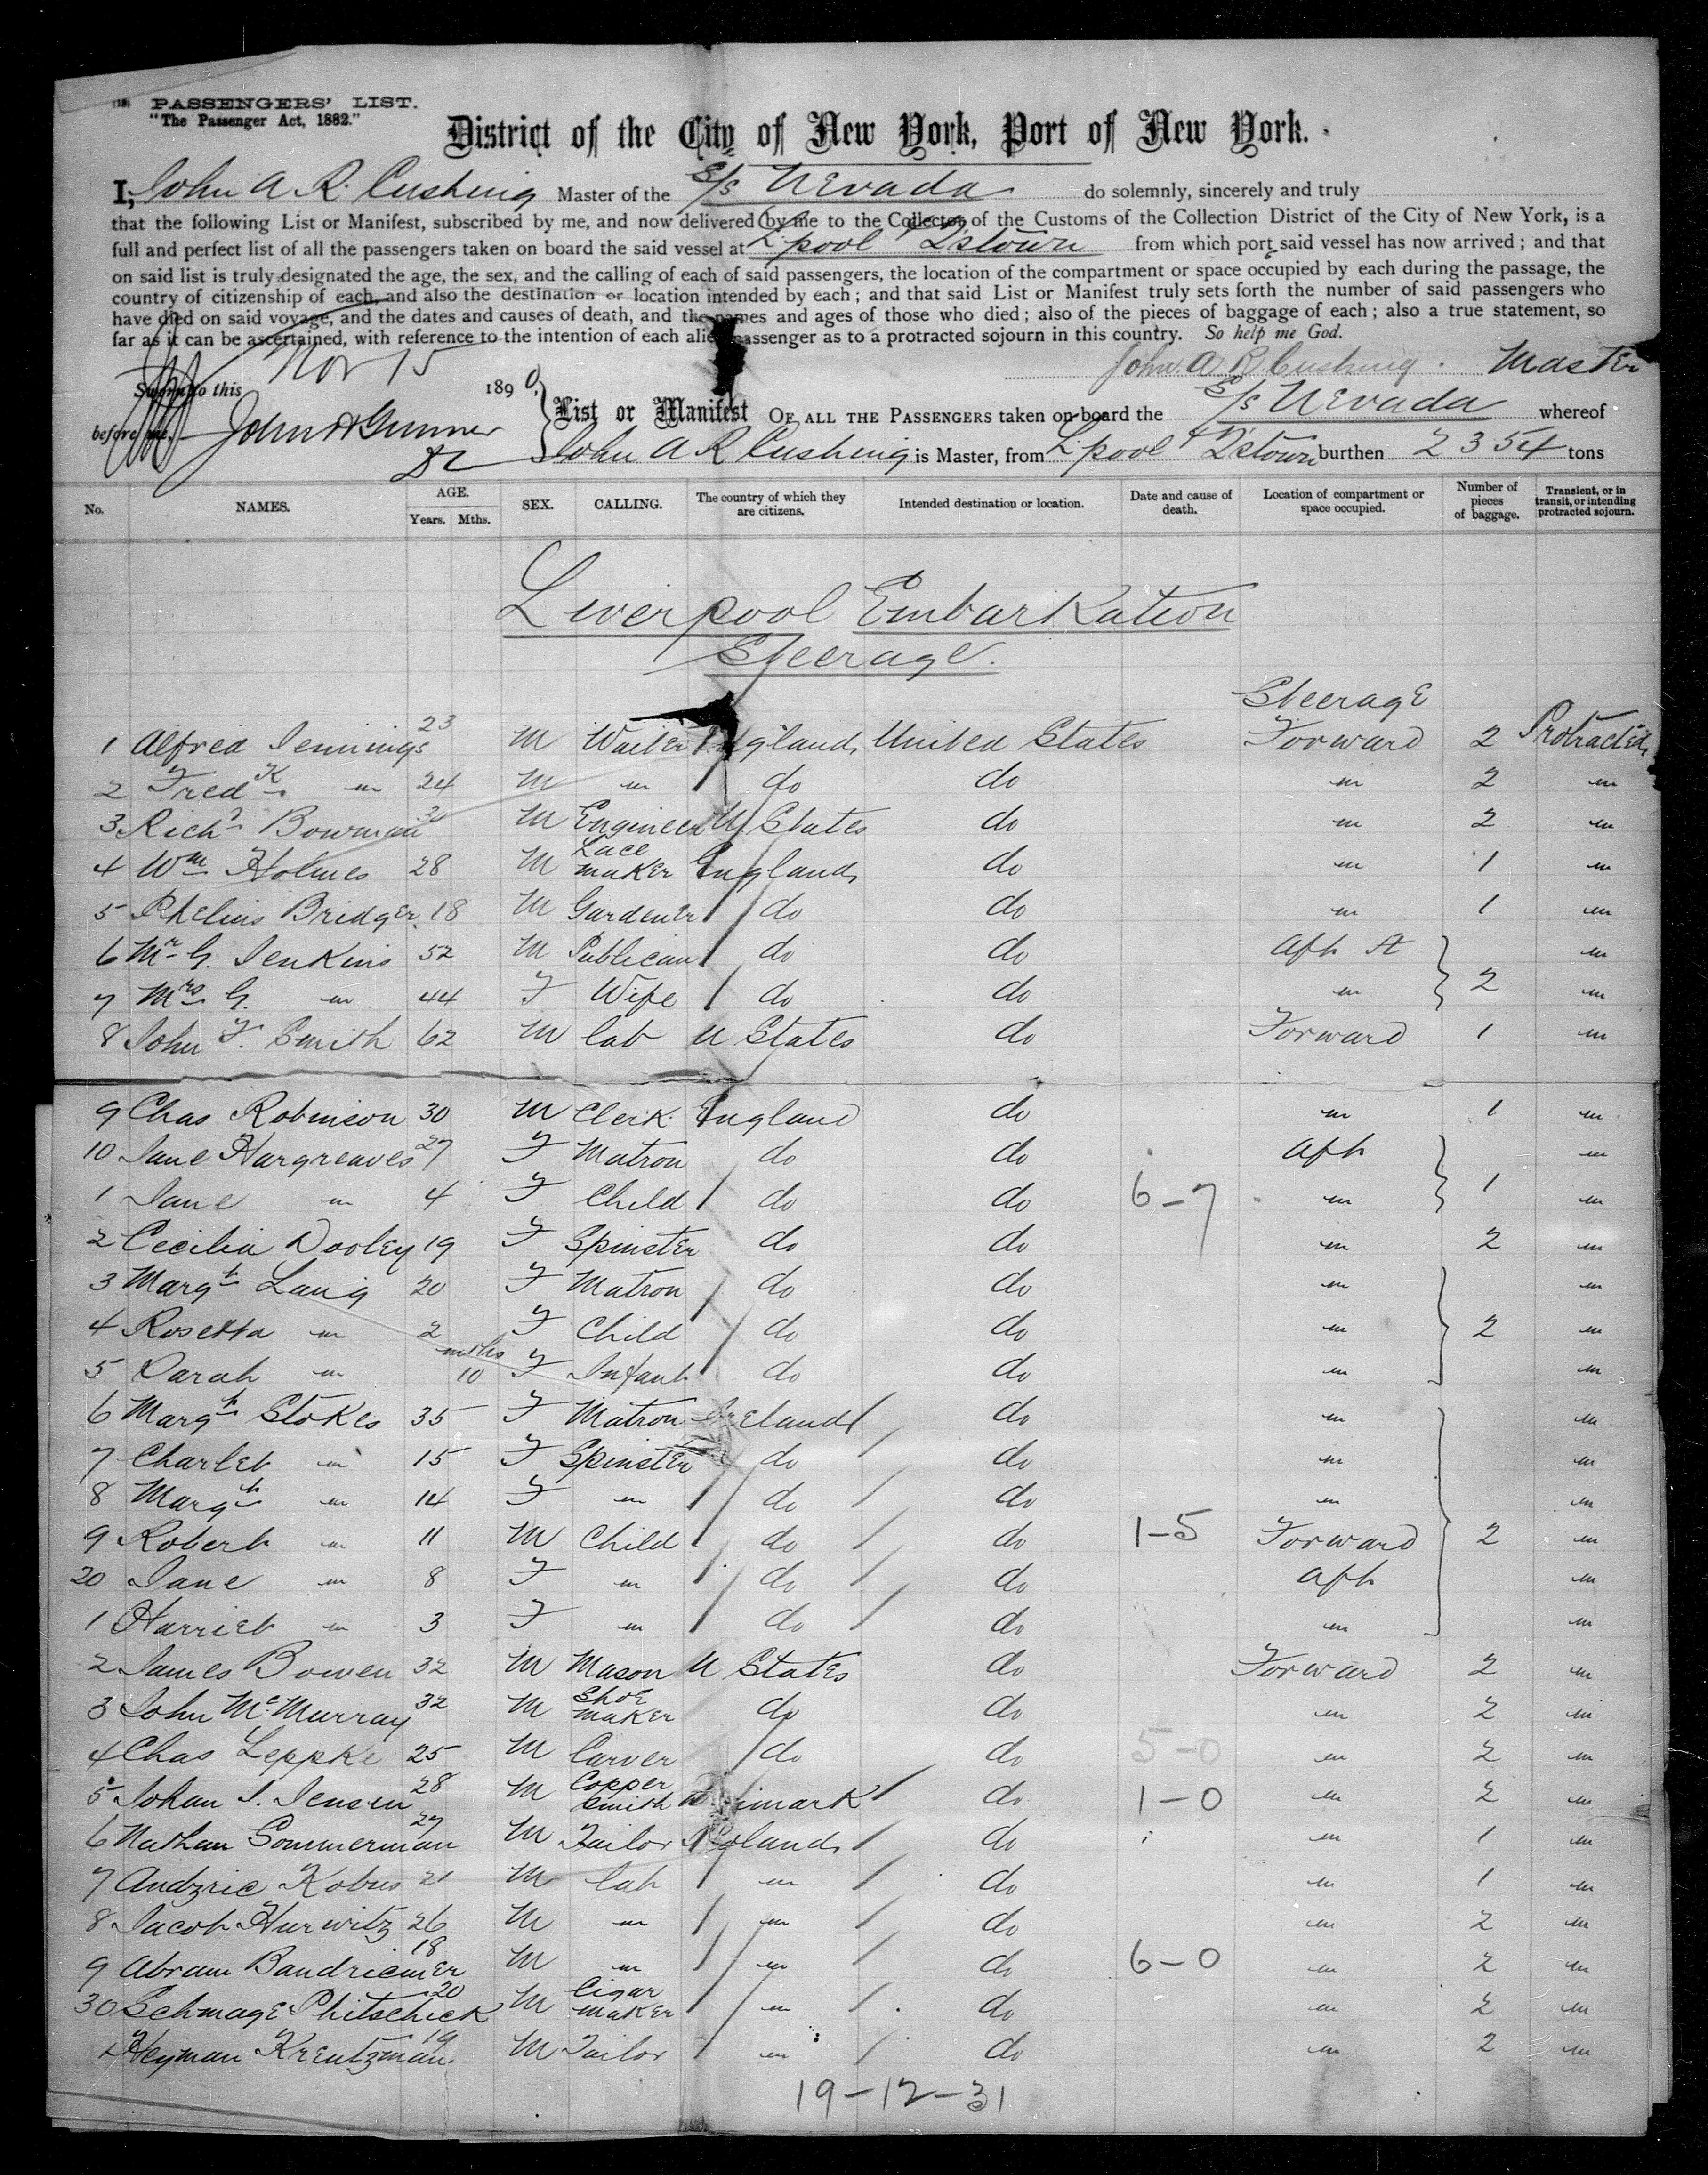 (18) PASSENGERS' LIST.
"The Passenger Act, 1882."
District of the City of New York, Port of New York.
I, John A R. Cushing Master of the S/S Nevada do solemnly, sincerely and truly
that the following List or Manifest, subscribed by me, and now delivered by me to the Collector of the Customs of the Collection District of the City of New York, is a
full and perfect list of all the passengers taken on board the said vessel at L'pool Q'stown from which port said vessel has now arrived; and that
on said list is truly designated the age, the sex, and the calling of each of said passengers, the location of the compartment or space occupied by each during the passage, the
country of citizenship of each, and also the destination or location intended by each; and that said List or Manifest truly sets forth the number of said passengers who
have died on said voyage, and the dates and causes of death, and the names and ages of those who died; also of the pieces of baggage of each; also a true statement, so
far as it can be ascertained, with reference to the intention of each alien passenger as to a protracted sojourn in this country. So help me God.
John A R Cushing. Master
Sworn to this Nov 15 1890,
before me,
List or Manifest OF ALL THE PASSENGERS taken on board the S/S Nevada whereof
John A R Cushing is Master, from L'pool & Q'stown burthen 2354 tons
No. NAMES. AGE. Years. Mths. SEX. CALLING. The country of which they are citizens. Intended destination or location. Date and cause of death. Location of compartment or space occupied. Number of pieces of baggage. Transient, or in transit, or intending protracted sojourn.
Liverpool Embarkation
Steerage.
Steerage
1 Alfred Jennings 23 M Waiter England United States Forward 2 Protracted
2 Fredk " 24 M " do do " 2 "
3 Richd Bowman 30 M Engineer U States do " 2 "
4 Wm Holmes 28 M Lace maker England do " 1 "
5 Bridger 18 M Gardener do do " 1 "
6 Mr G. Jenkins 52 M Publican do do Aft St "
7 Mrs G. " 44 F Wife do do " 2 "
8 John F. Smith 62 M Lab U States do Forward 1 "
9 Chas Robinson 30 M Clerk England do " 1 "
10 Jane Hargreaves 27 F Matron do do Aft "
1 Jane " 4 F Child do do 6-7 " 1 "
2 Cecilia Dooley 19 F Spinster do do " 2 "
3 Margt Lang 20 F Matron do do " "
4 Rosetta " 2 F Child do do " 2 "
5 Sarah " mths 10 F Infant do do " "
6 Margt Stokes 35 F Matron Ireland do " "
7 Charlet " 15 F Spinster do do " "
8 Margt " 14 F " do do " "
9 Robert " 11 M Child do do 1-5 Forward 2 "
20 Jane " 8 F " do do Aft "
1 Harriet " 3 F " do do " "
2 James Bowen 32 M Mason U States do Forward 2 "
3 John McMurray 32 M Shoe maker do do " 2 "
4 Chas Leppke 25 M Carver do do 5-0 " 2 "
5 Johan J. Jensen 28 M Copper smith Denmark do 1-0 " 2 "
6 Nathan Sommerman 27 M Tailor Poland do " 1 "
7 Andzric Kobus 21 M Lab " do " 1 "
8 Jacob Hurwitz 26 M " " do " 2 "
9 Abram Bandriemer 18 M " " do 6-0 " 2 "
30 Schmage Phitschick 20 M Cigar maker " do " 2 "
1 Heyman Kreutzman 19 M Tailor " do " 2 "
19-12-31